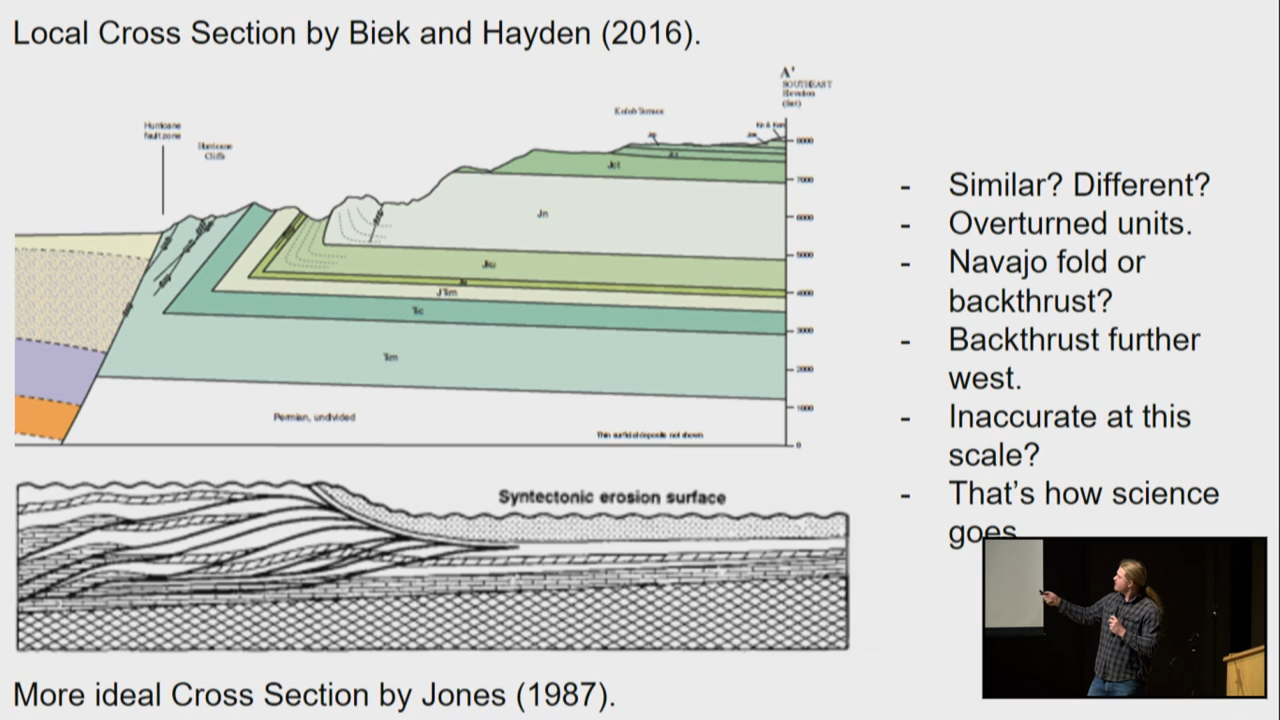 Local Cross Section by Biek and Hayden (2016).
A'
SOUTHEAST
Elevation
(feet)
Kolob Terrace
Hurricane
fault zone
Hurricane
Cliffs
8000
Jct
7000
Jn
6000
5000
4000
3000
2000
1000
0
Permian, undivided
Thin surficial deposits not shown
- Similar? Different?
- Overturned units.
- Navajo fold or
backthrust?
- Backthrust further
west.
- Inaccurate at this
scale?
- That's how science
goes
Syntectonic erosion surface
More ideal Cross Section by Jones (1987).